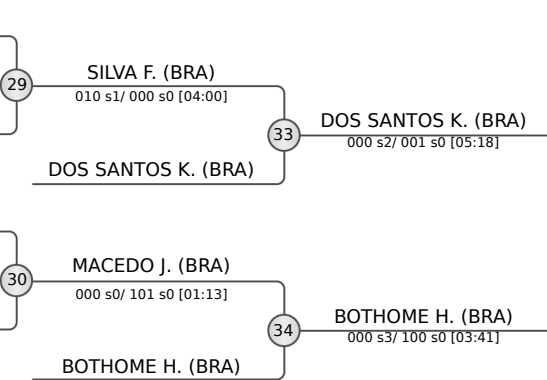 SILVA F. (BRA)
29
010 s1/ 000 s0 [04:00]
DOS SANTOS K. (BRA)
33
000 s2/ 001 s0 [05:18]
DOS SANTOS K. (BRA)
MACEDO J. (BRA)
30
000 s0/ 101 s0 [01:13]
BOTHOME H. (BRA)
34
000 s3/ 100 s0 [03:41]
BOTHOME H. (BRA)